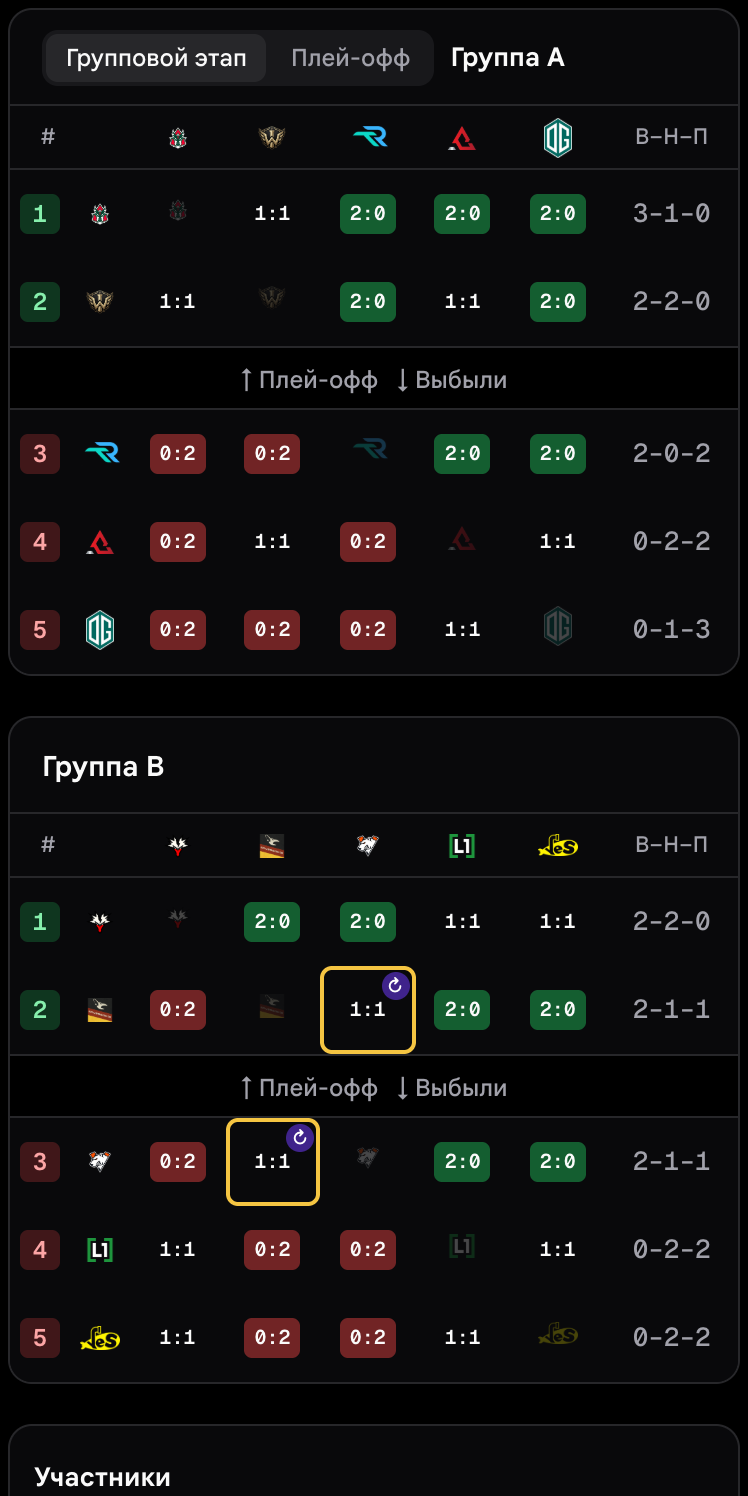 Групповой этап Плей-офф Группа A
# OG В–Н–П
1 1:1 2:0 2:0 2:0 3-1-0
2 1:1 2:0 1:1 2:0 2-2-0
↑ Плей-офф ↓ Выбыли
3 0:2 0:2 2:0 2:0 2-0-2
4 0:2 1:1 0:2 1:1 0-2-2
5 OG 0:2 0:2 0:2 1:1 OG 0-1-3
Группа B
# [L1] В–Н–П
1 2:0 2:0 1:1 1:1 2-2-0
2 0:2 1:1 2:0 2:0 2-1-1
↑ Плей-офф ↓ Выбыли
3 0:2 1:1 2:0 2:0 2-1-1
4 [L1] 1:1 0:2 0:2 [L1] 1:1 0-2-2
5 1:1 0:2 0:2 1:1 0-2-2
Участники